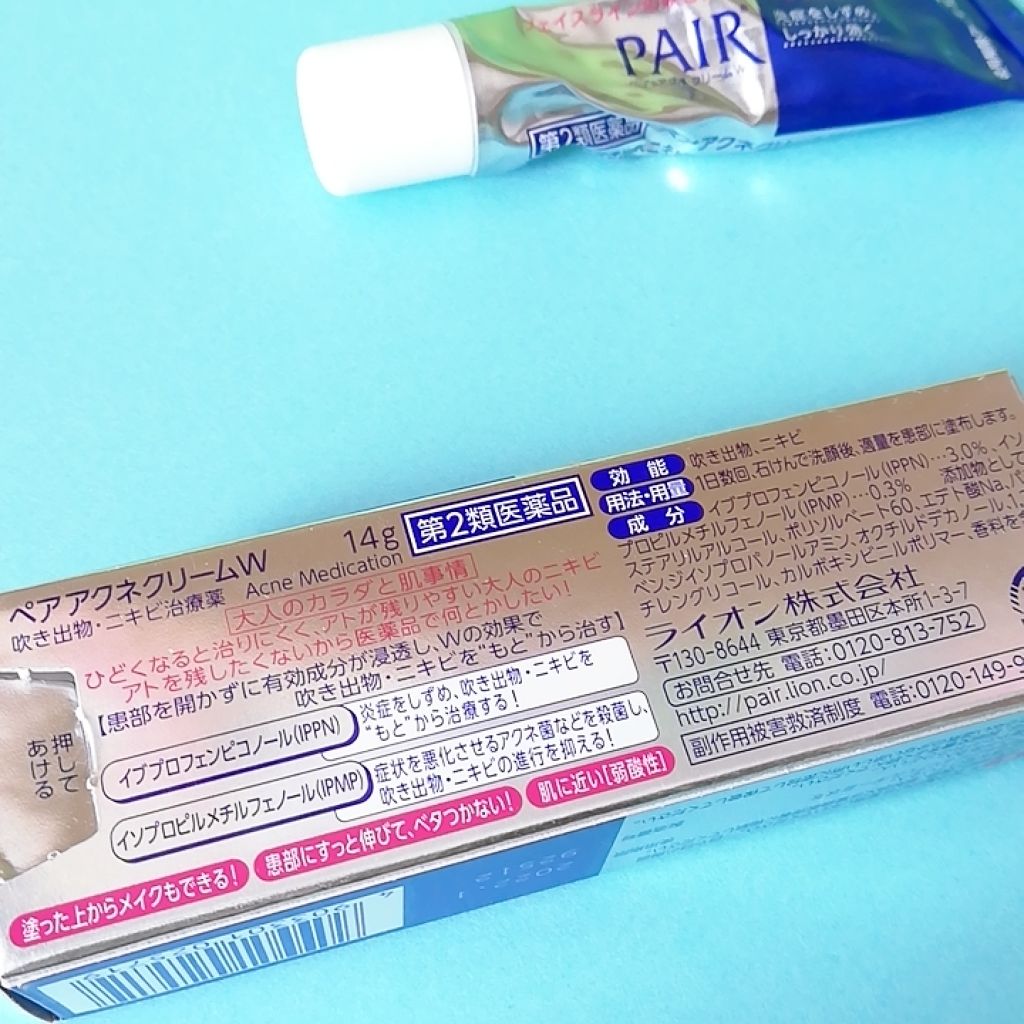 PAIR
第2類医薬品
しっかり効く
ペアアクネクリームW
吹き出物・ニキビ治療薬 Acne Medication
14g
第2類医薬品
大人のカラダと肌事情
ひどくなると治りにくく、アトが残りやすい大人のニキビ
アトを残したくないから医薬品で何とかしたい!
【患部を開かずに有効成分が浸透し、Wの効果で
吹き出物・ニキビを“もと”から治す】
イブプロフェンピコノール(IPPN)
炎症をしずめ、吹き出物・ニキビを
“もと”から治療する!
イソプロピルメチルフェノール(IPMP)
症状を悪化させるアクネ菌などを殺菌し、
吹き出物・ニキビの進行を抑える!
塗った上からメイクもできる!
患部にすっと伸びて、ベタつかない!
肌に近い[弱酸性]
押して
あける
効能 吹き出物、ニキビ
用法・用量 1日数回、石けんで洗顔後、適量を患部に塗布します。
成分 イブプロフェンピコノール(IPPN)…3.0%、イソ
プロピルメチルフェノール(IPMP)…0.3% 添加物として
ステアリルアルコール、ポリソルベート60、エデト酸Na、パ
ベン、ジイソプロパノールアミン、オクチルドデカノール、1,3
チレングリコール、カルボキシビニルポリマー、香料を
ライオン株式会社
〒130-8644 東京都墨田区本所1-3-7
お問合せ先 電話:0120-813-752
http://pair.lion.co.jp/
副作用被害救済制度 電話:0120-149-9
2022.1